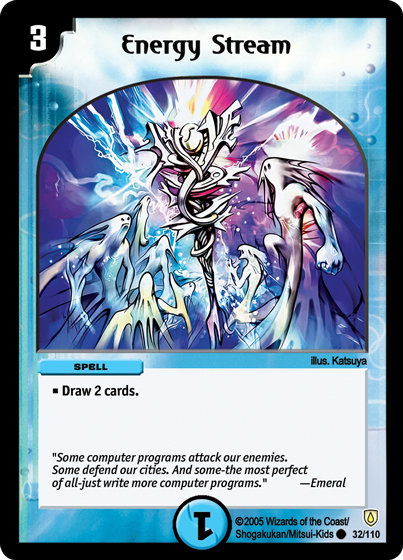 3
Energy Stream
illus. Katsuya
SPELL
▪ Draw 2 cards.
"Some computer programs attack our enemies.
Some defend our cities. And some-the most perfect
of all-just write more computer programs." —Emeral
1
©2005 Wizards of the Coast/
Shogakukan/Mitsui-Kids ● 32/110